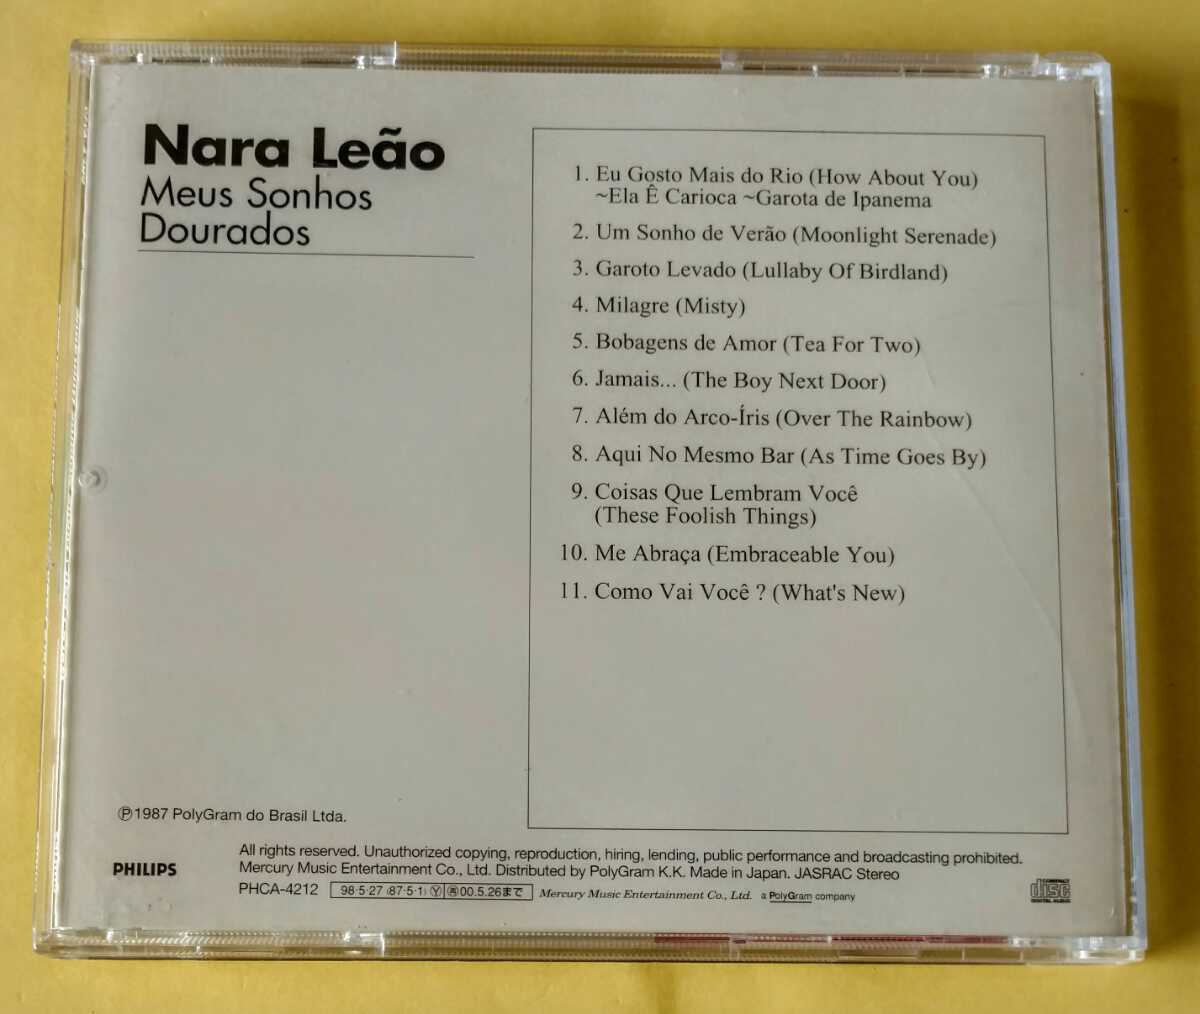 Nara Leão
Meus Sonhos
Dourados
1. Eu Gosto Mais do Rio (How About You)
~Ela Ê Carioca ~Garota de Ipanema
2. Um Sonho de Verão (Moonlight Serenade)
3. Garoto Levado (Lullaby Of Birdland)
4. Milagre (Misty)
5. Bobagens de Amor (Tea For Two)
6. Jamais... (The Boy Next Door)
7. Além do Arco-Íris (Over The Rainbow)
8. Aqui No Mesmo Bar (As Time Goes By)
9. Coisas Que Lembram Você
(These Foolish Things)
10. Me Abraça (Embraceable You)
11. Como Vai Você ? (What's New)
℗1987 PolyGram do Brasil Ltda.
PHILIPS
All rights reserved. Unauthorized copying, reproduction, hiring, lending, public performance and broadcasting prohibited.
Mercury Music Entertainment Co., Ltd. Distributed by PolyGram K.K. Made in Japan. JASRAC Stereo
PHCA-4212 98·5·27 (87·5·1) Ⓨ ㊞00.5.26まで Mercury Music Entertainment Co., Ltd. a PolyGram company
COMPACT
disc
DIGITAL AUDIO